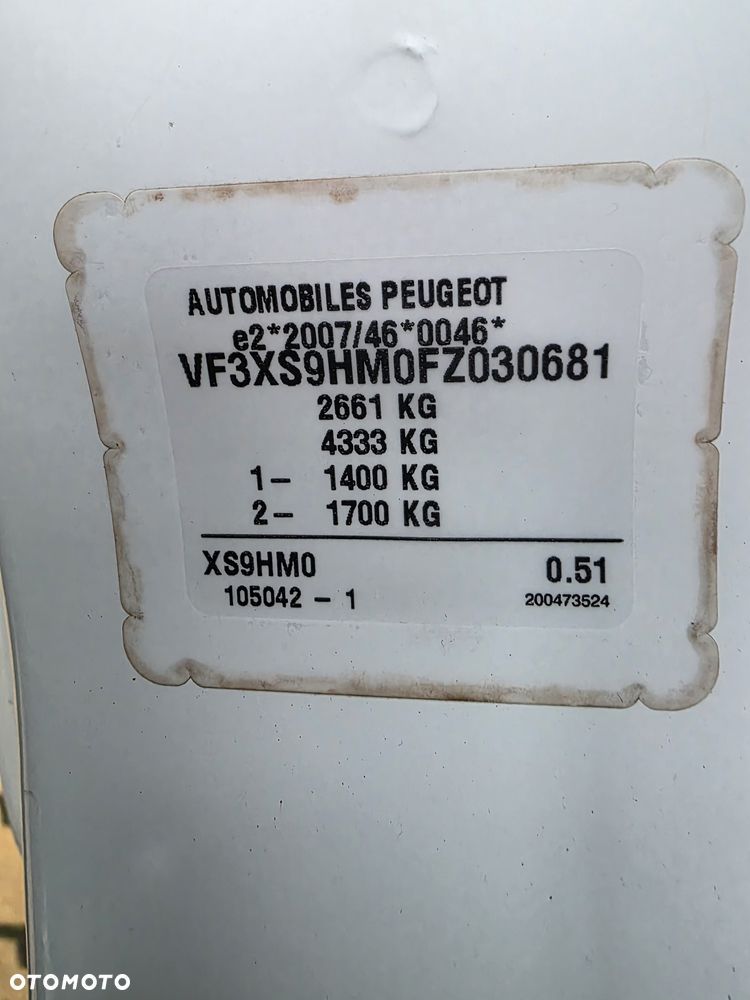 AUTOMOBILES PEUGEOT
e2*2007/46*0046*
VF3XS9HM0FZ030681
2661 KG
4333 KG
1- 1400 KG
2- 1700 KG
XS9HM0 0.51
105042 - 1 200473524
OTOMOTO